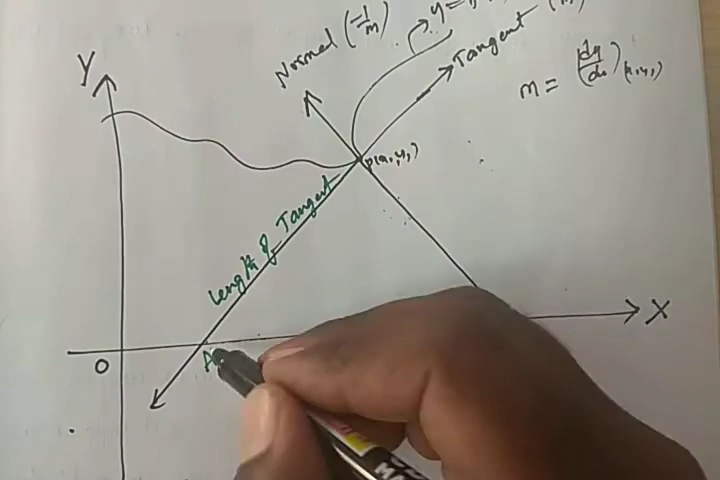 Normal (-1/m)
y=
Tangent (m)
m = (dy/dx)(x₁,y₁)
Y
P(x₁,y₁)
Length of Tangent
X
O
A